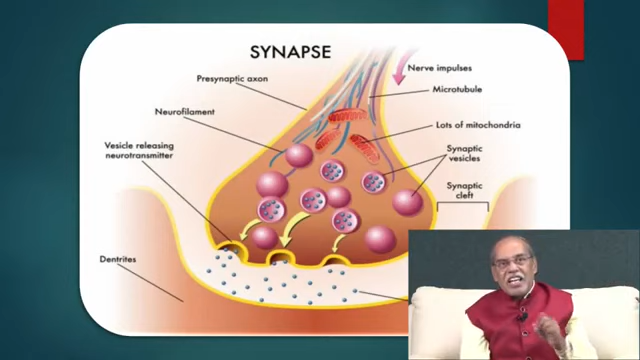 SYNAPSE
Nerve impulses
Presynaptic axon
Microtubule
Neurofilament
Lots of mitochondria
Vesicle releasing
neurotransmitter
Synaptic
vesicles
Synaptic
cleft
Dentrites